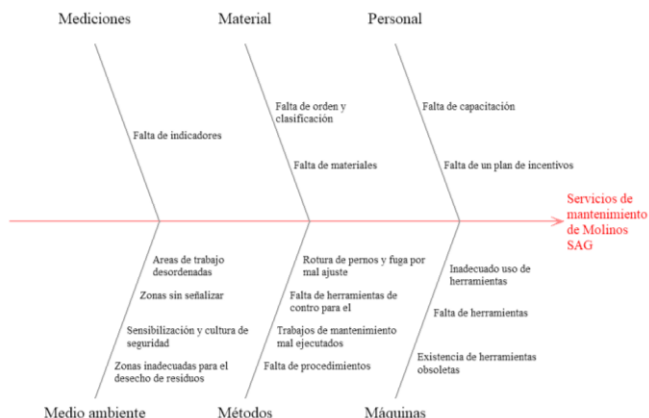 Mediciones
Material
Personal
Falta de indicadores
Falta de orden y
clasificación
Falta de materiales
Falta de capacitación
Falta de un plan de incentivos
Servicios de
mantenimiento
de Molinos
SAG
Areas de trabajo
desordenadas
Zonas sin señalizar
Sensibilización y cultura de
seguridad
Zonas inadecuadas para el
desecho de residuos
Rotura de pernos y fuga por
mal ajuste
Falta de herramientas de
contro para el
Trabajos de mantenimiento
mal ejecutados
Falta de procedimientos
Inadecuado uso de
herramientas
Falta de herramientas
Existencia de herramientas
obsoletas
Medio ambiente
Métodos
Máquinas